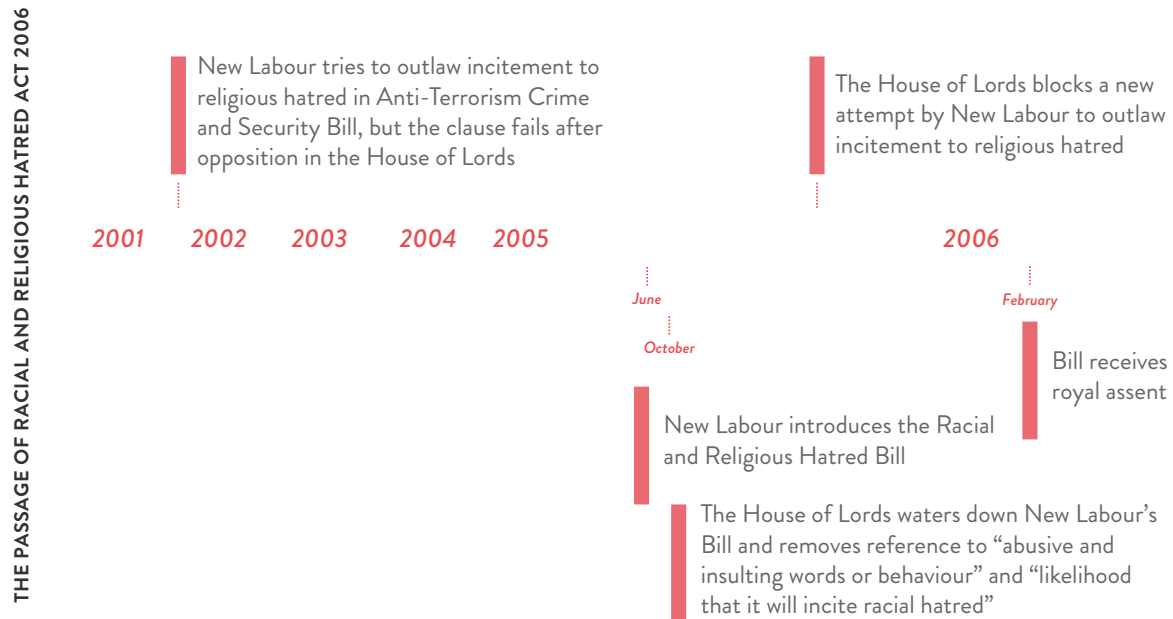 THE PASSAGE OF RACIAL AND RELIGIOUS HATRED ACT 2006
New Labour tries to outlaw incitement to
religious hatred in Anti-Terrorism Crime
and Security Bill, but the clause fails after
opposition in the House of Lords
The House of Lords blocks a new
attempt by New Labour to outlaw
incitement to religious hatred
2001 2002 2003 2004 2005 2006
June
October
February
Bill receives
royal assent
New Labour introduces the Racial
and Religious Hatred Bill
The House of Lords waters down New Labour’s
Bill and removes reference to “abusive and
insulting words or behaviour” and “likelihood
that it will incite racial hatred”